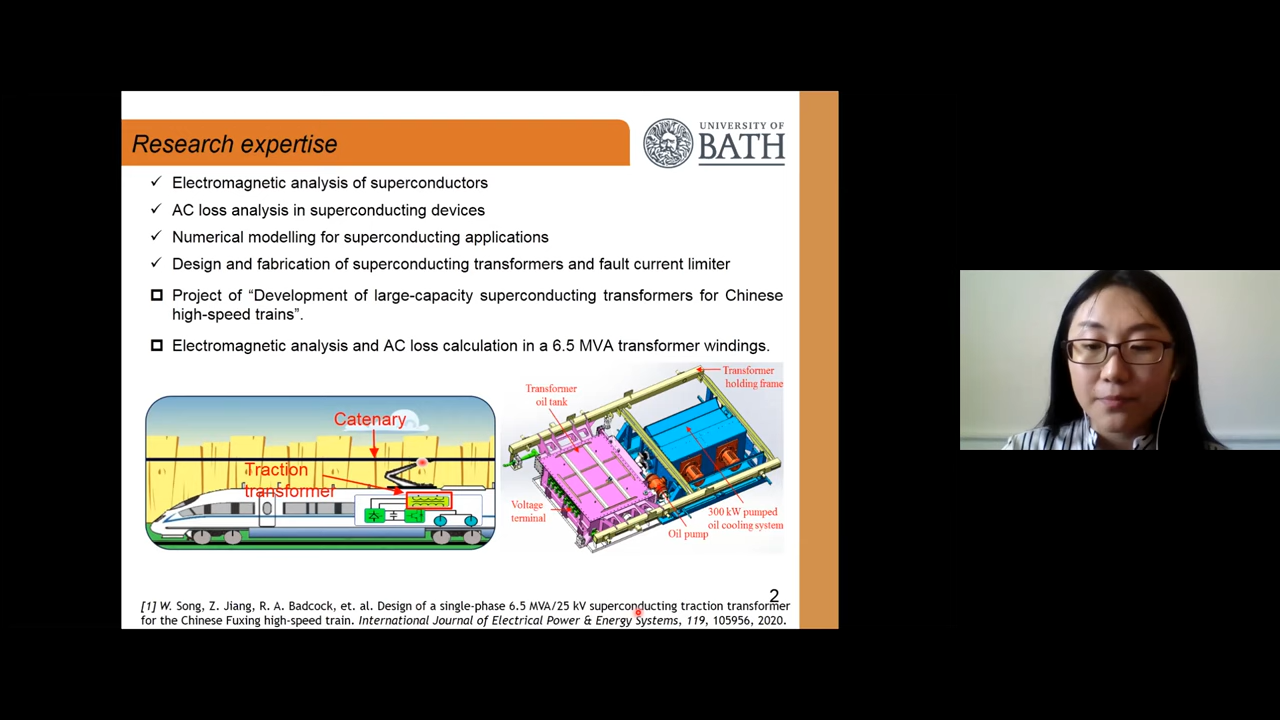 Research expertise
UNIVERSITY OF
BATH
✓ Electromagnetic analysis of superconductors
✓ AC loss analysis in superconducting devices
✓ Numerical modelling for superconducting applications
✓ Design and fabrication of superconducting transformers and fault current limiter
Project of “Development of large-capacity superconducting transformers for Chinese
high-speed trains”.
Electromagnetic analysis and AC loss calculation in a 6.5 MVA transformer windings.
Catenary
Traction
transformer
Transformer
oil tank
Transformer
holding frame
Voltage
terminal
300 kW pumped
oil cooling system
Oil pump
2
[1] W. Song, Z. Jiang, R. A. Badcock, et. al. Design of a single-phase 6.5 MVA/25 kV superconducting traction transformer
for the Chinese Fuxing high-speed train. International Journal of Electrical Power & Energy Systems, 119, 105956, 2020.